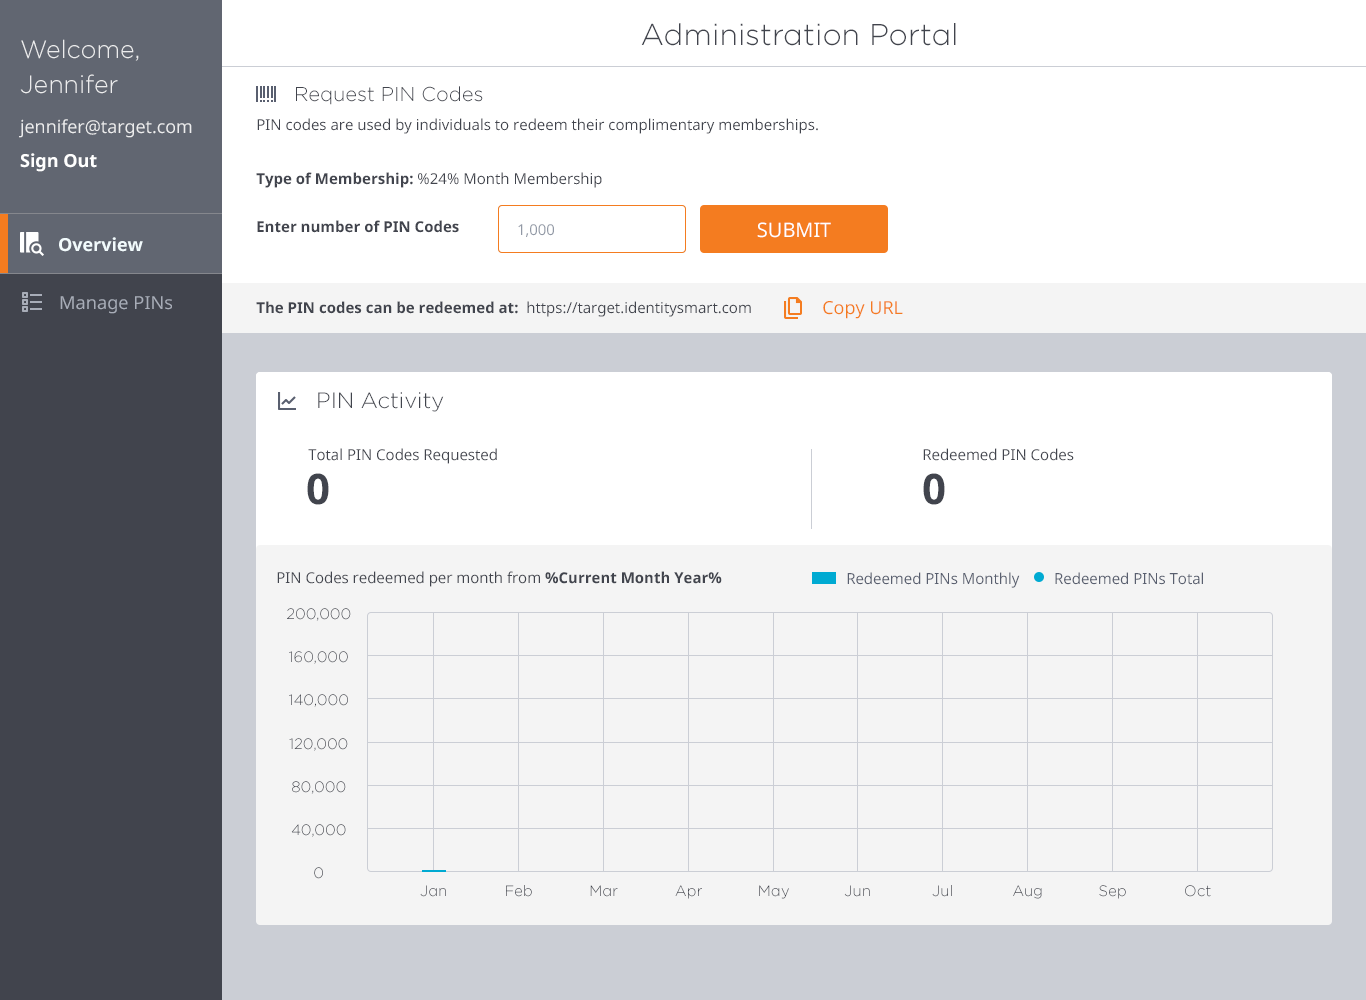 Welcome,
Jennifer
jennifer@target.com
Sign Out
Overview
Manage PINs
Administration Portal
Request PIN Codes
PIN codes are used by individuals to redeem their complimentary memberships.
Type of Membership: %24% Month Membership
Enter number of PIN Codes 1,000 SUBMIT
The PIN codes can be redeemed at: https://target.identitysmart.com Copy URL
PIN Activity
Total PIN Codes Requested Redeemed PIN Codes
0 0
PIN Codes redeemed per month from %Current Month Year% Redeemed PINs Monthly Redeemed PINs Total
200,000
160,000
140,000
120,000
80,000
40,000
0
Jan Feb Mar Apr May Jun Jul Aug Sep Oct